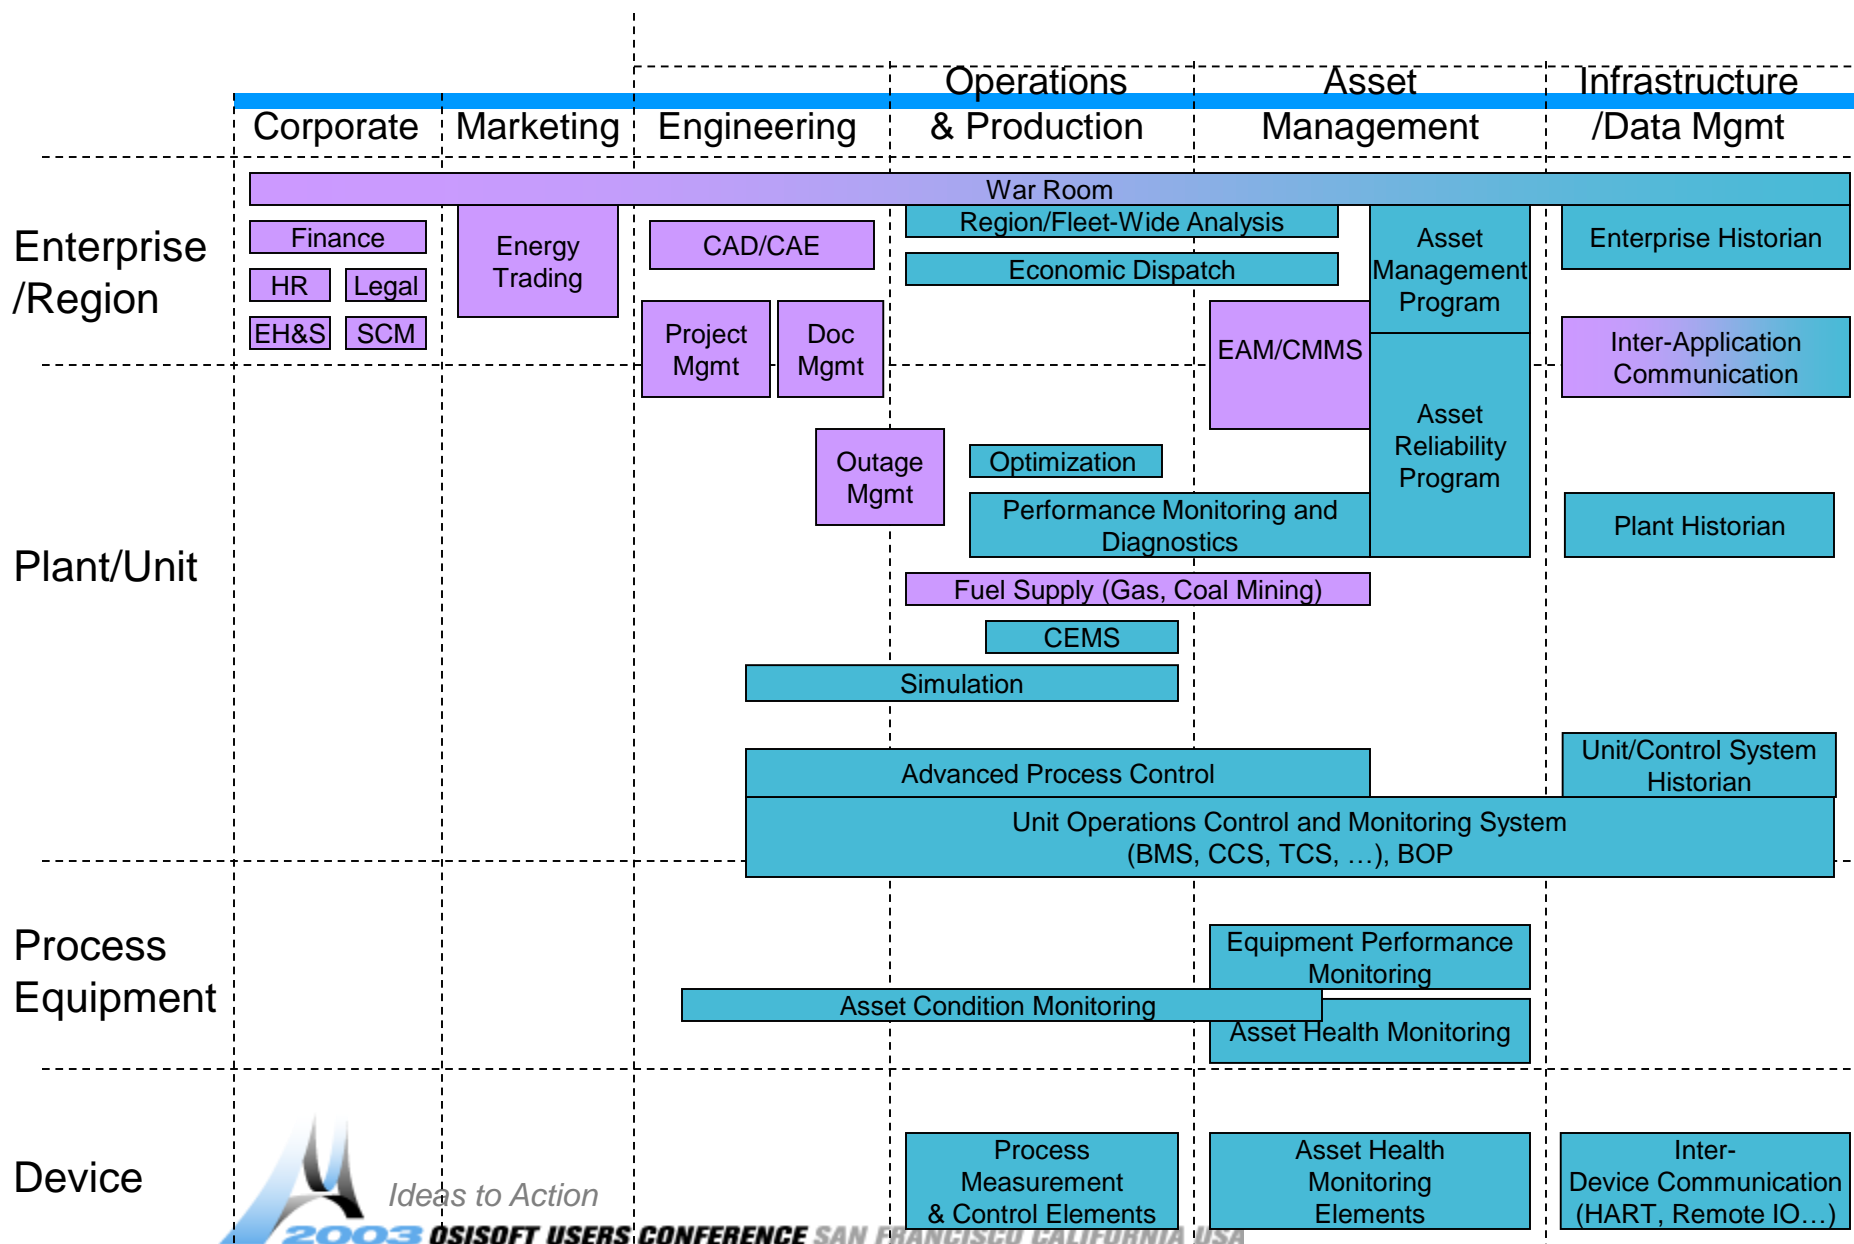 Operations
Asset
Infrastructure
Corporate
Marketing
Engineering
& Production
Management
/Data Mgmt
War Room
Enterprise
/Region
Finance
HR
Legal
EH&S
SCM
Energy
Trading
CAD/CAE
Project
Mgmt
Doc
Mgmt
Region/Fleet-Wide Analysis
Economic Dispatch
EAM/CMMS
Asset
Management
Program
Enterprise Historian
Inter-Application
Communication
Plant/Unit
Outage
Mgmt
Optimization
Performance Monitoring and
Diagnostics
Asset
Reliability
Program
Plant Historian
Fuel Supply (Gas, Coal Mining)
CEMS
Simulation
Advanced Process Control
Unit/Control System
Historian
Unit Operations Control and Monitoring System
(BMS, CCS, TCS, …), BOP
Process
Equipment
Equipment Performance
Monitoring
Asset Condition Monitoring
Asset Health Monitoring
Device
Process
Measurement
& Control Elements
Asset Health
Monitoring
Elements
Inter-
Device Communication
(HART, Remote IO…)
Ideas to Action
2003 OSISOFT USERS CONFERENCE SAN FRANCISCO CALIFORNIA USA